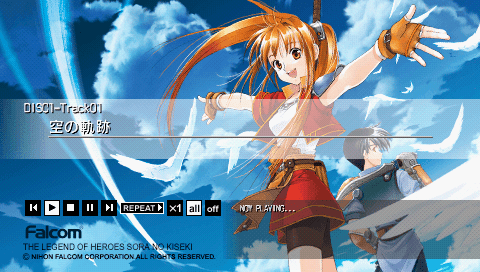 DISC1-Track01
空の軌跡
REPEAT x1 all off
NOW PLAYING...
Falcom
THE LEGEND OF HEROES SORA NO KISEKI
© NIHON FALCOM CORPORATION ALL RIGHTS RESERVED.